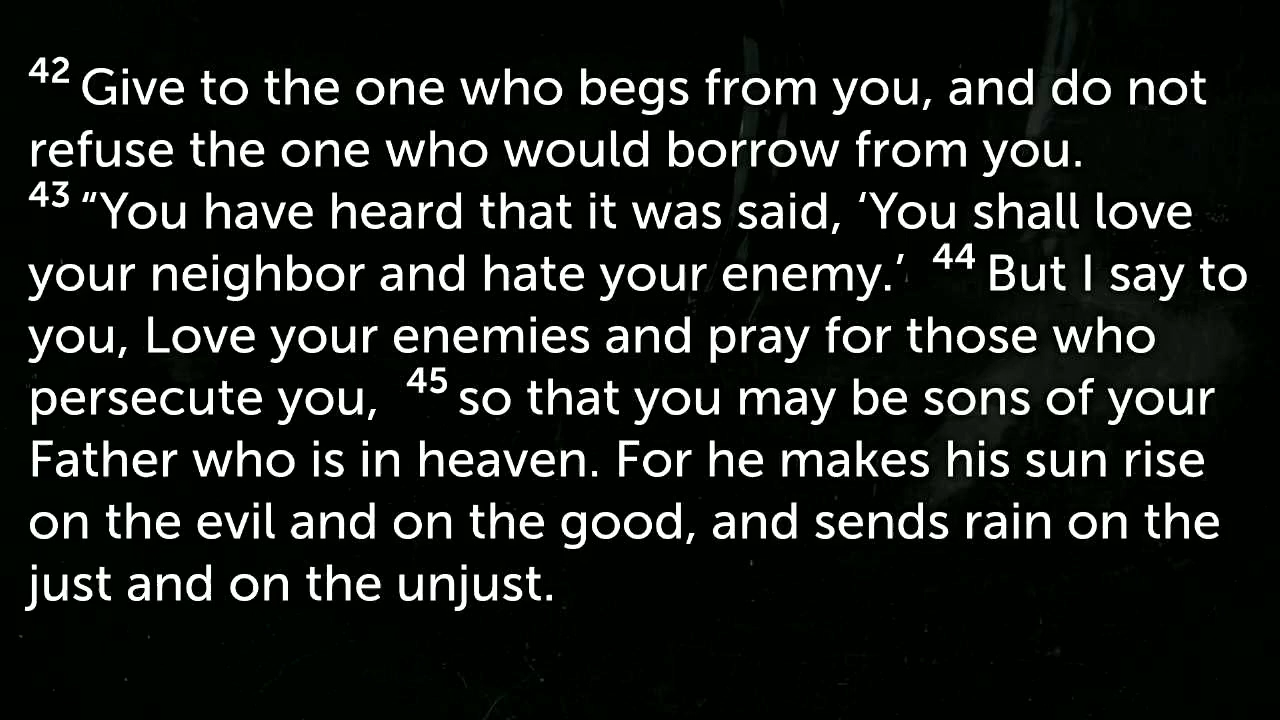 42 Give to the one who begs from you, and do not
refuse the one who would borrow from you.
43 “You have heard that it was said, ‘You shall love
your neighbor and hate your enemy.’ 44 But I say to
you, Love your enemies and pray for those who
persecute you, 45 so that you may be sons of your
Father who is in heaven. For he makes his sun rise
on the evil and on the good, and sends rain on the
just and on the unjust.